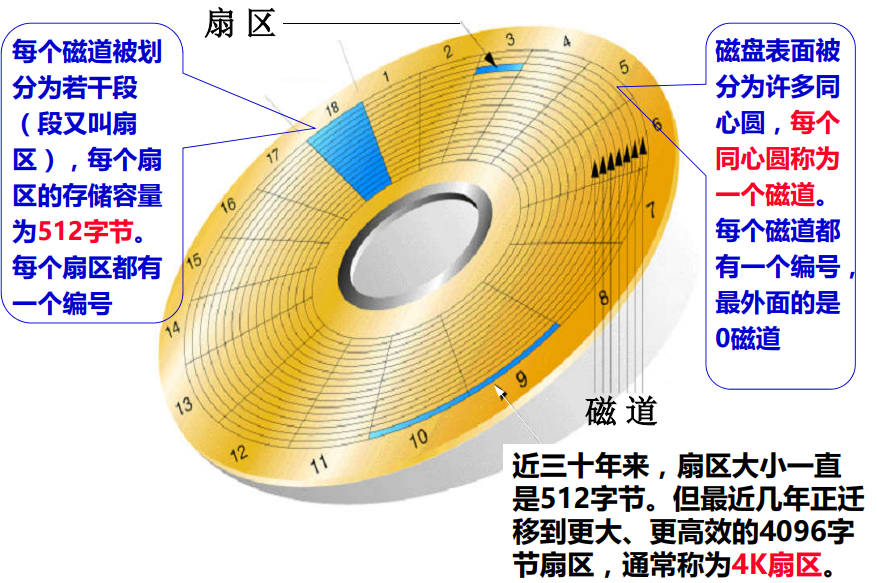 扇区
每个磁道被划
分为若干段
（段又叫扇
区），每个扇
区的存储容量
为512字节。
每个扇区都有
一个编号
磁盘表面被
分为许多同
心圆，每个
同心圆称为
一个磁道。
每个磁道都
有一个编号，
最外面的是
0磁道
1
2
3
4
5
6
7
8
9
10
11
12
13
14
15
16
17
18
磁道
近三十年来，扇区大小一直
是512字节。但最近几年正迁
移到更大、更高效的4096字
节扇区，通常称为4K扇区。